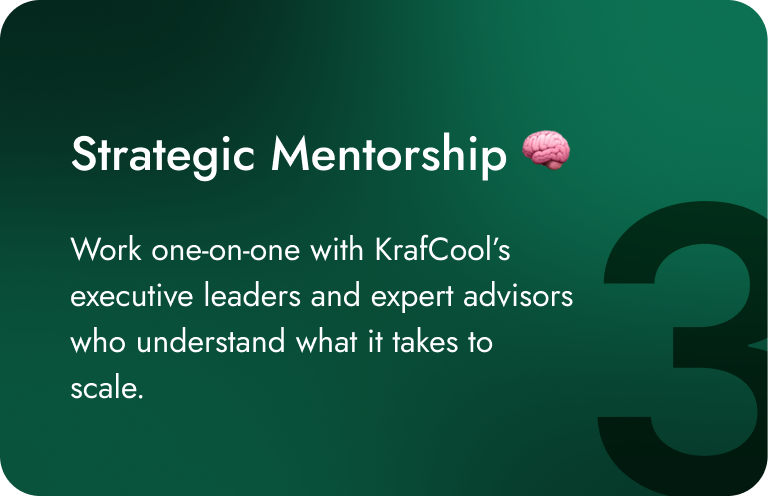 Strategic Mentorship 🧠
Work one-on-one with KrafCool’s
executive leaders and expert advisors
who understand what it takes to
scale.
3